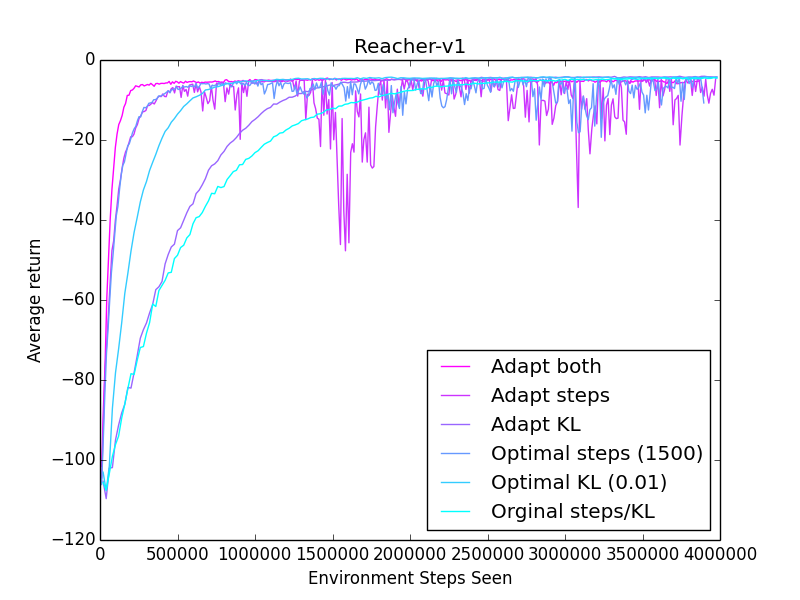 Reacher-v1
0
−20
−40
−60
−80
−100
−120
Average return
Adapt both
Adapt steps
Adapt KL
Optimal steps (1500)
Optimal KL (0.01)
Orginal steps/KL
0 500000 1000000 1500000 2000000 2500000 3000000 3500000 4000000
Environment Steps Seen